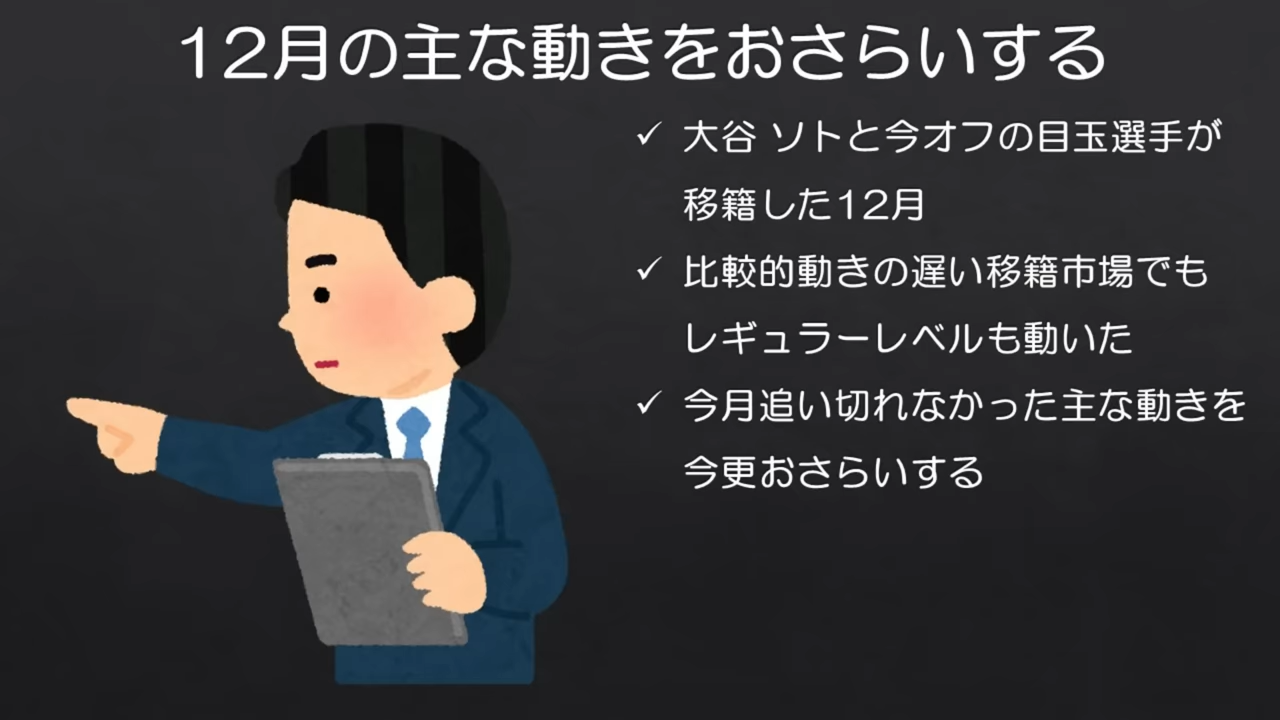 12月の主な動きをおさらいする
✓ 大谷 ソトと今オフの目玉選手が
移籍した12月
✓ 比較的動きの遅い移籍市場でも
レギュラーレベルも動いた
✓ 今月追い切れなかった主な動きを
今更おさらいする